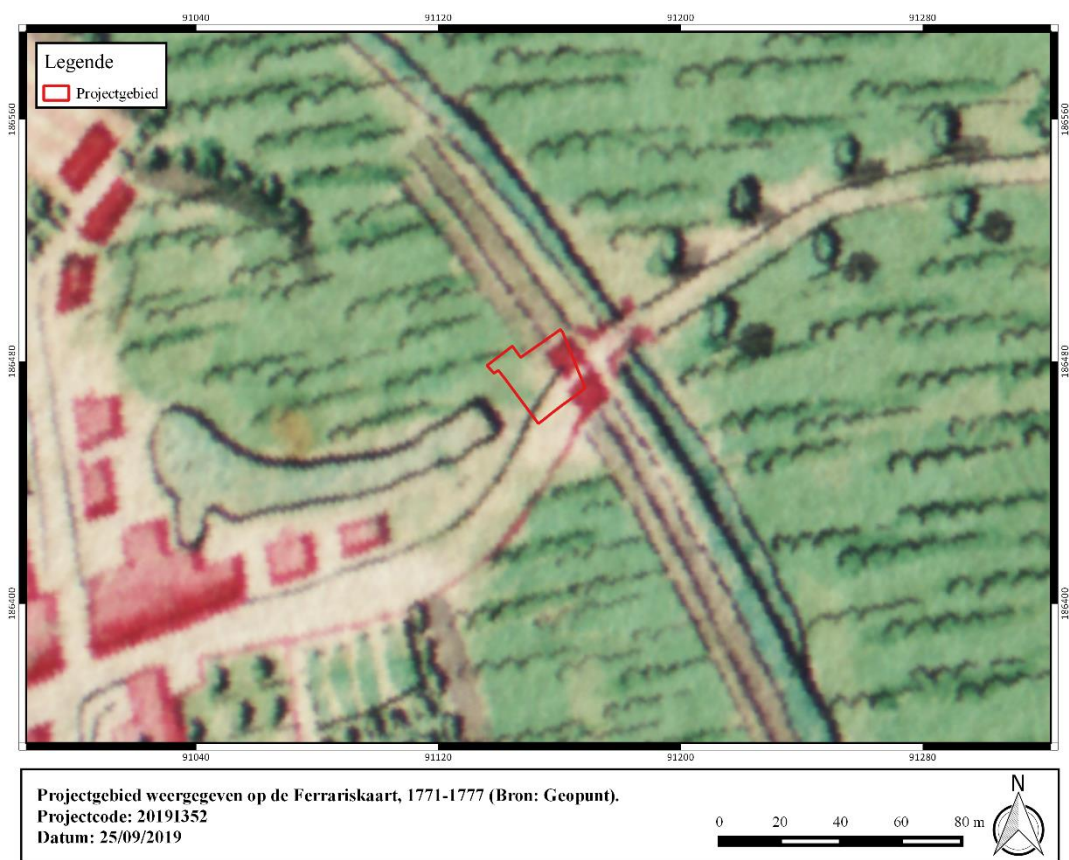 91040 91120 91200 91280
Legende
Projectgebied
186560 186560
186480 186480
186400 186400
91040 91120 91200 91280
Projectgebied weergegeven op de Ferrariskaart, 1771-1777 (Bron: Geopunt).
Projectcode: 20191352
Datum: 25/09/2019
0 20 40 60 80 m
N